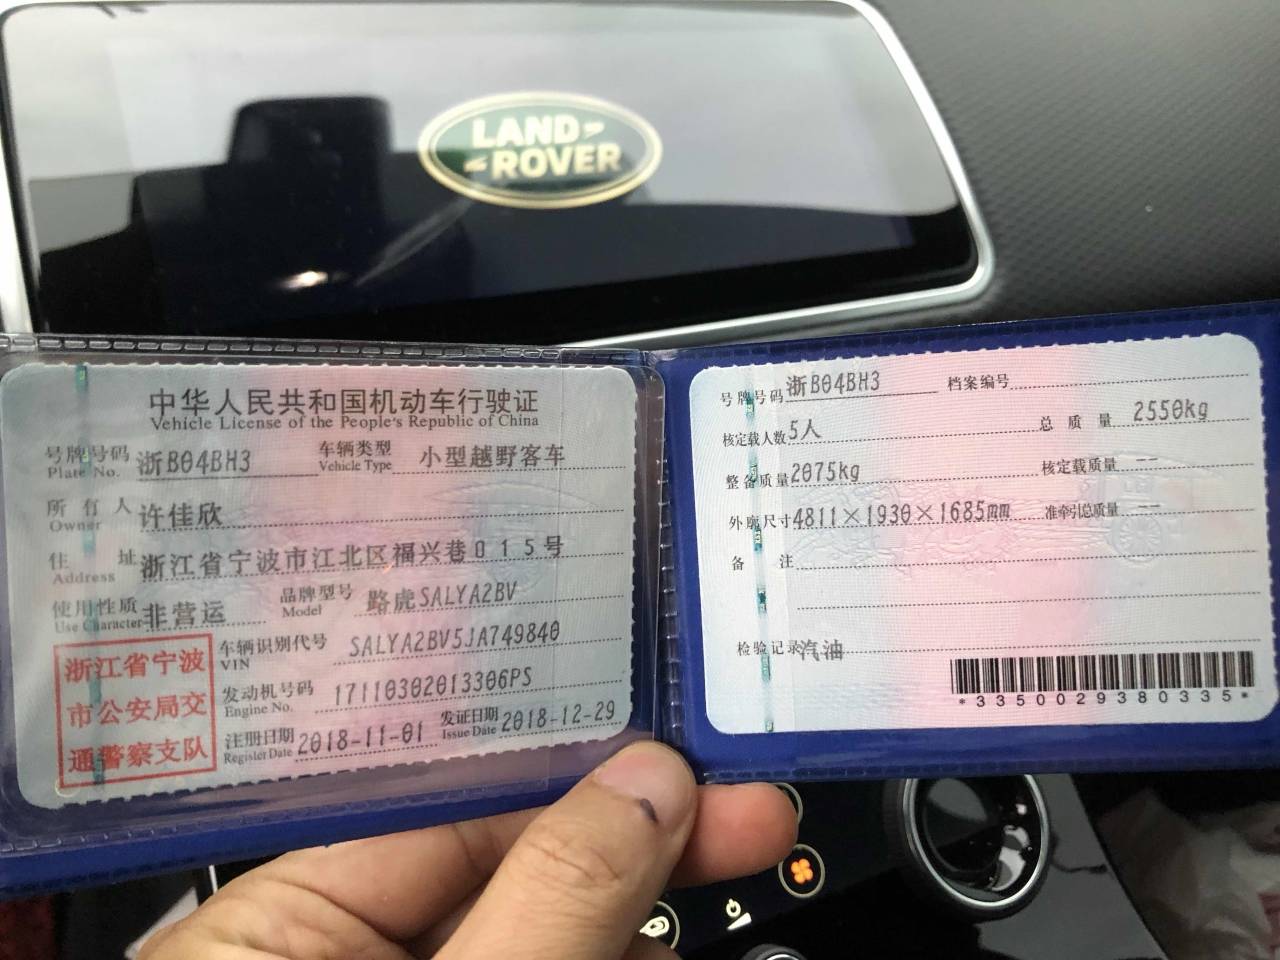 LAND
ROVER
中华人民共和国机动车行驶证
Vehicle License of the People's Republic of China
号牌号码 浙B04BH3 车辆类型 小型越野客车
Plate No. Vehicle Type
所有人 许佳欣
Owner
住址 浙江省宁波市江北区福兴巷015号
Address
使用性质 非营运 品牌型号 路虎SALYA2BV
Use Character Model
浙江省宁波
市公安局交
通警察支队
车辆识别代号 SALYA2BV5JA749840
VIN
发动机号码 17110302013306PS
Engine No.
注册日期 2018-11-01 发证日期 2018-12-29
Register Date Issue Date
号牌号码 浙B04BH3 档案编号
核定载人数 5人 总质量 2550kg
整备质量 2075kg 核定载质量 --
外廓尺寸 4811×1930×1685mm 准牵引总质量 --
备注
检验记录 汽油
*3350029380335*